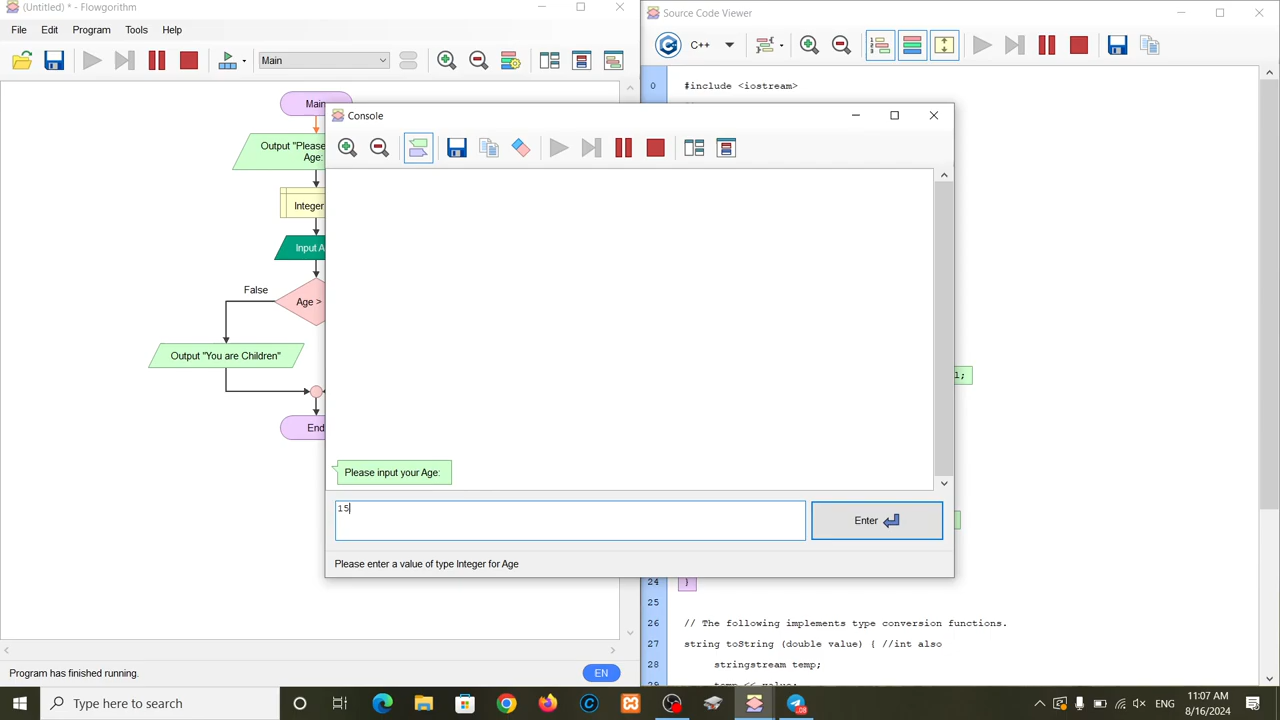 (Untitled) * - Flowgorithm
File Edit Program Tools Help
Main
Main
Output "Please
Age:
Integer
Input A
False
Age >
Output "You are Children"
End
Program has finished running.
EN
Source Code Viewer
C++
0 #include <iostream>
1;
24 }
25
26 // The following implements type conversion functions.
27 string toString (double value) { //int also
28 stringstream temp;
temp << value;
Console
Please input your Age:
15
Enter
Please enter a value of type Integer for Age
Type here to search
08
ENG
11:07 AM
8/16/2024